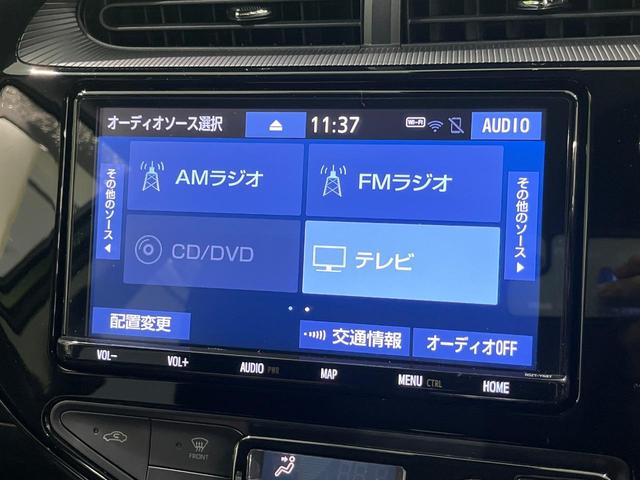 オーディオソース選択
11:37
Wi-Fi
AUDIO
その他のソース
AMラジオ
FMラジオ
その他のソース
CD/DVD
テレビ
配置変更
交通情報
オーディオOFF
VOL-
VOL+
AUDIO PWR
MAP
MENU CTRL
HOME
FRONT